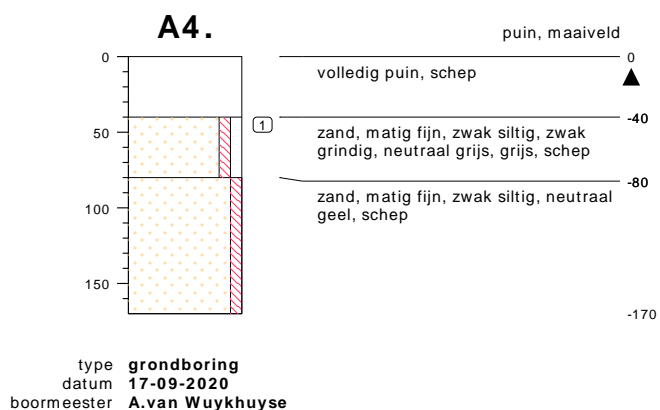 A4.
puin, maaiveld
0
0
volledig puin, schep
-40
50
1
zand, matig fijn, zwak siltig, zwak
grindig, neutraal grijs, grijs, schep
-80
zand, matig fijn, zwak siltig, neutraal
geel, schep
100
150
-170
type grondboring
datum 17-09-2020
boormeester A.van Wuykhuyse